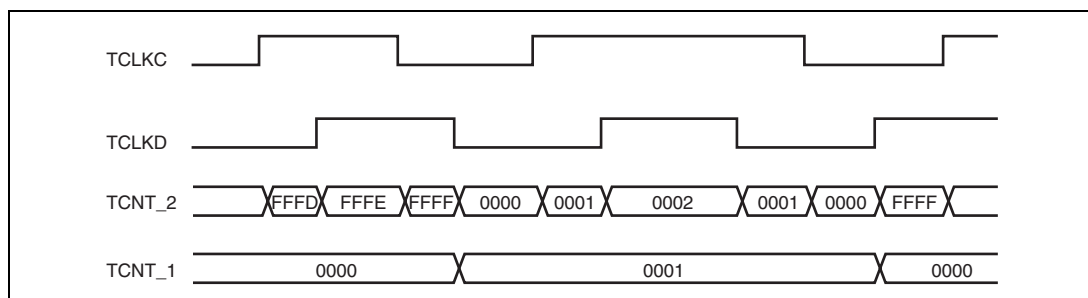 TCLKC
TCLKD
TCNT_2 FFFD FFFE FFFF 0000 0001 0002 0001 0000 FFFF
TCNT_1 0000 0001 0000